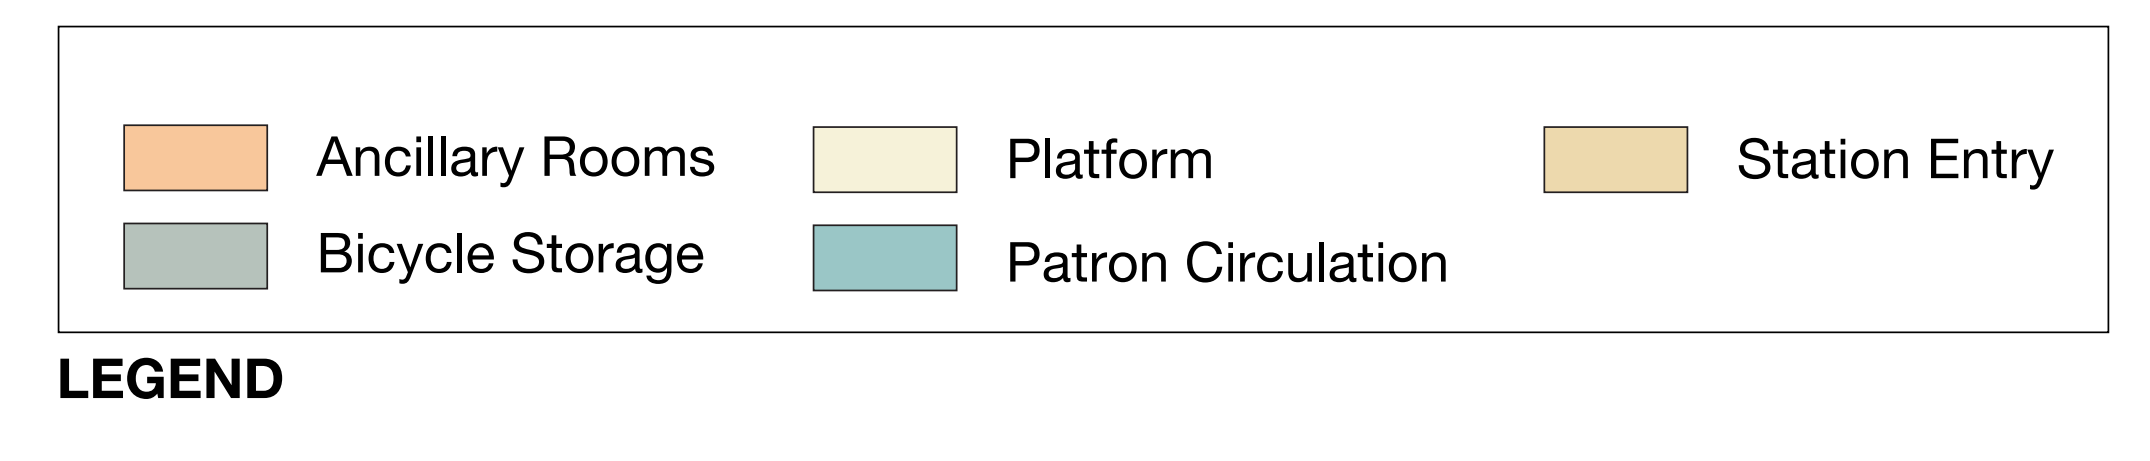 Ancillary Rooms
Bicycle Storage
Platform
Patron Circulation
Station Entry
LEGEND